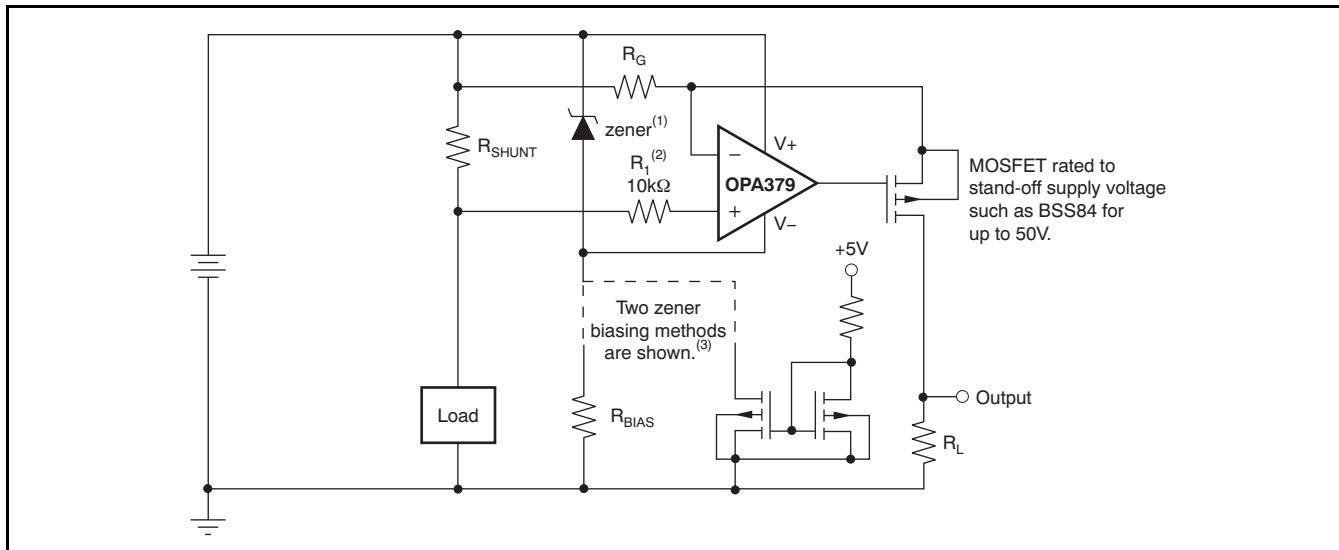 R_G
zener(1)
R_SHUNT
R_1(2)
10kΩ
−
+
OPA379
V+
V−
MOSFET rated to
stand-off supply voltage
such as BSS84 for
up to 50V.
+5V
Two zener
biasing methods
are shown.(3)
Load
R_BIAS
Output
R_L